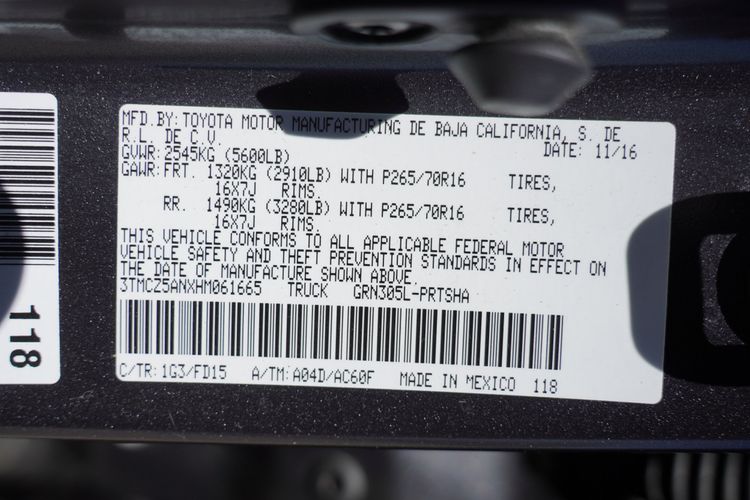 MFD.BY:TOYOTA MOTOR MANUFACTURING DE BAJA CALIFORNIA, S. DE
R.L. DE C.V. DATE: 11/16
GVWR:2545KG (5600LB)
GAWR:FRT. 1320KG (2910LB) WITH P265/70R16 TIRES,
16X7J RIMS.
RR. 1490KG (3280LB) WITH P265/70R16 TIRES,
16X7J RIMS.
THIS VEHICLE CONFORMS TO ALL APPLICABLE FEDERAL MOTOR
VEHICLE SAFETY AND THEFT PREVENTION STANDARDS IN EFFECT ON
THE DATE OF MANUFACTURE SHOWN ABOVE.
3TMCZ5ANXHM061665 TRUCK GRN305L-PRTSHA
C/TR:1G3/FD15 A/TM:A04D/AC60F MADE IN MEXICO 118
118